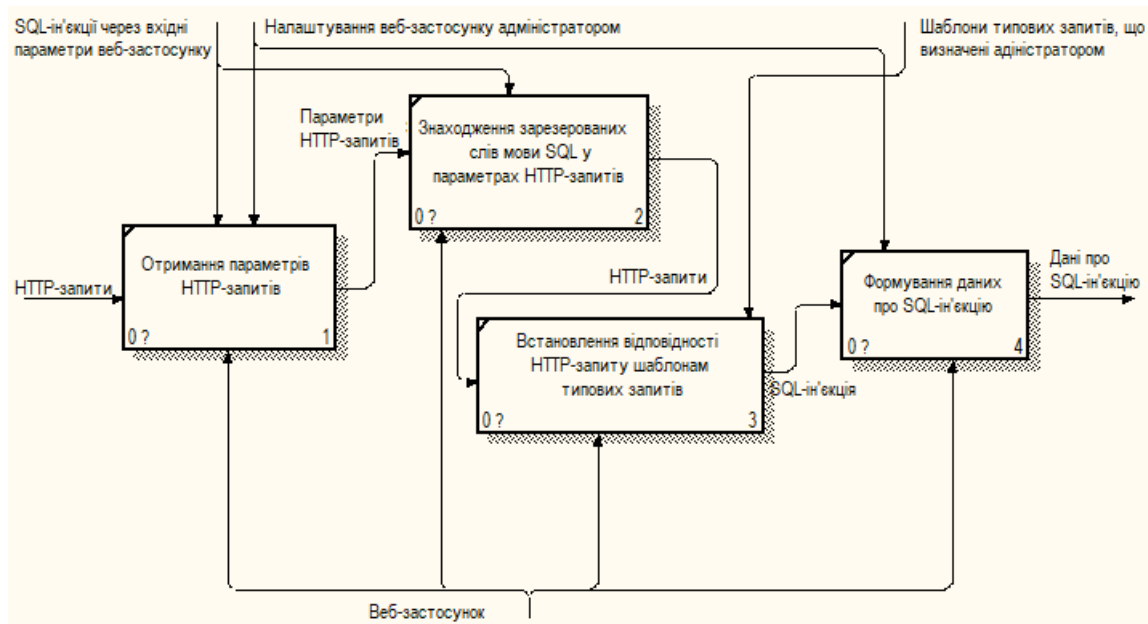 SQL-ін'єкції через вхідні
параметри веб-застосунку
Налаштування веб-застосунку адміністратором
Шаблони типових запитів, що
визначені адіністратором
Параметри
HTTP-запитів
Знаходження зарезерованих
слів мови SQL у
параметрах HTTP-запитів
0 ?
2
HTTP-запити
Отримання параметрів
HTTP-запитів
0 ?
1
HTTP-запити
Встановлення відповідності
HTTP-запиту шаблонам
типових запитів
0 ?
3
SQL-ін'єкція
Формування даних
про SQL-ін'єкцію
0 ?
4
Дані про
SQL-ін'єкцію
Веб-застосунок